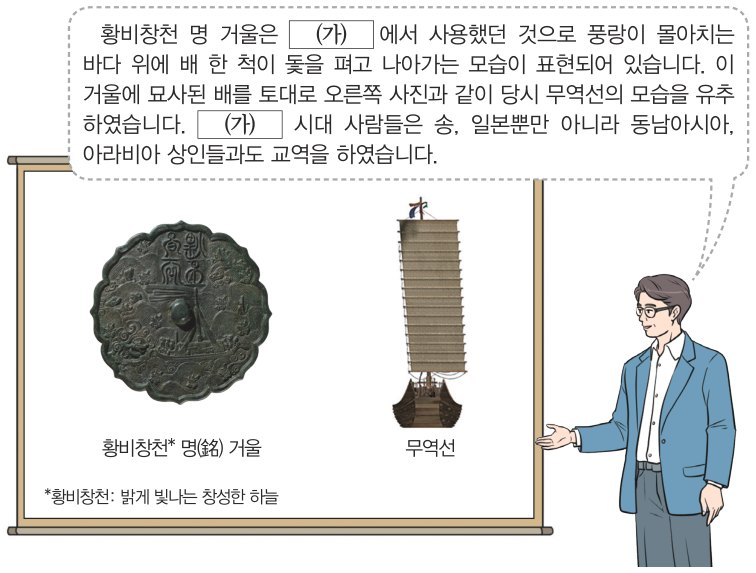 황비창천 명 거울은 (가) 에서 사용했던 것으로 풍랑이 몰아치는
바다 위에 배 한 척이 돛을 펴고 나아가는 모습이 표현되어 있습니다. 이
거울에 묘사된 배를 토대로 오른쪽 사진과 같이 당시 무역선의 모습을 유추
하였습니다. (가) 시대 사람들은 송, 일본뿐만 아니라 동남아시아,
아라비아 상인들과도 교역을 하였습니다.
황비창천* 명(銘) 거울
무역선
*황비창천: 밝게 빛나는 창성한 하늘